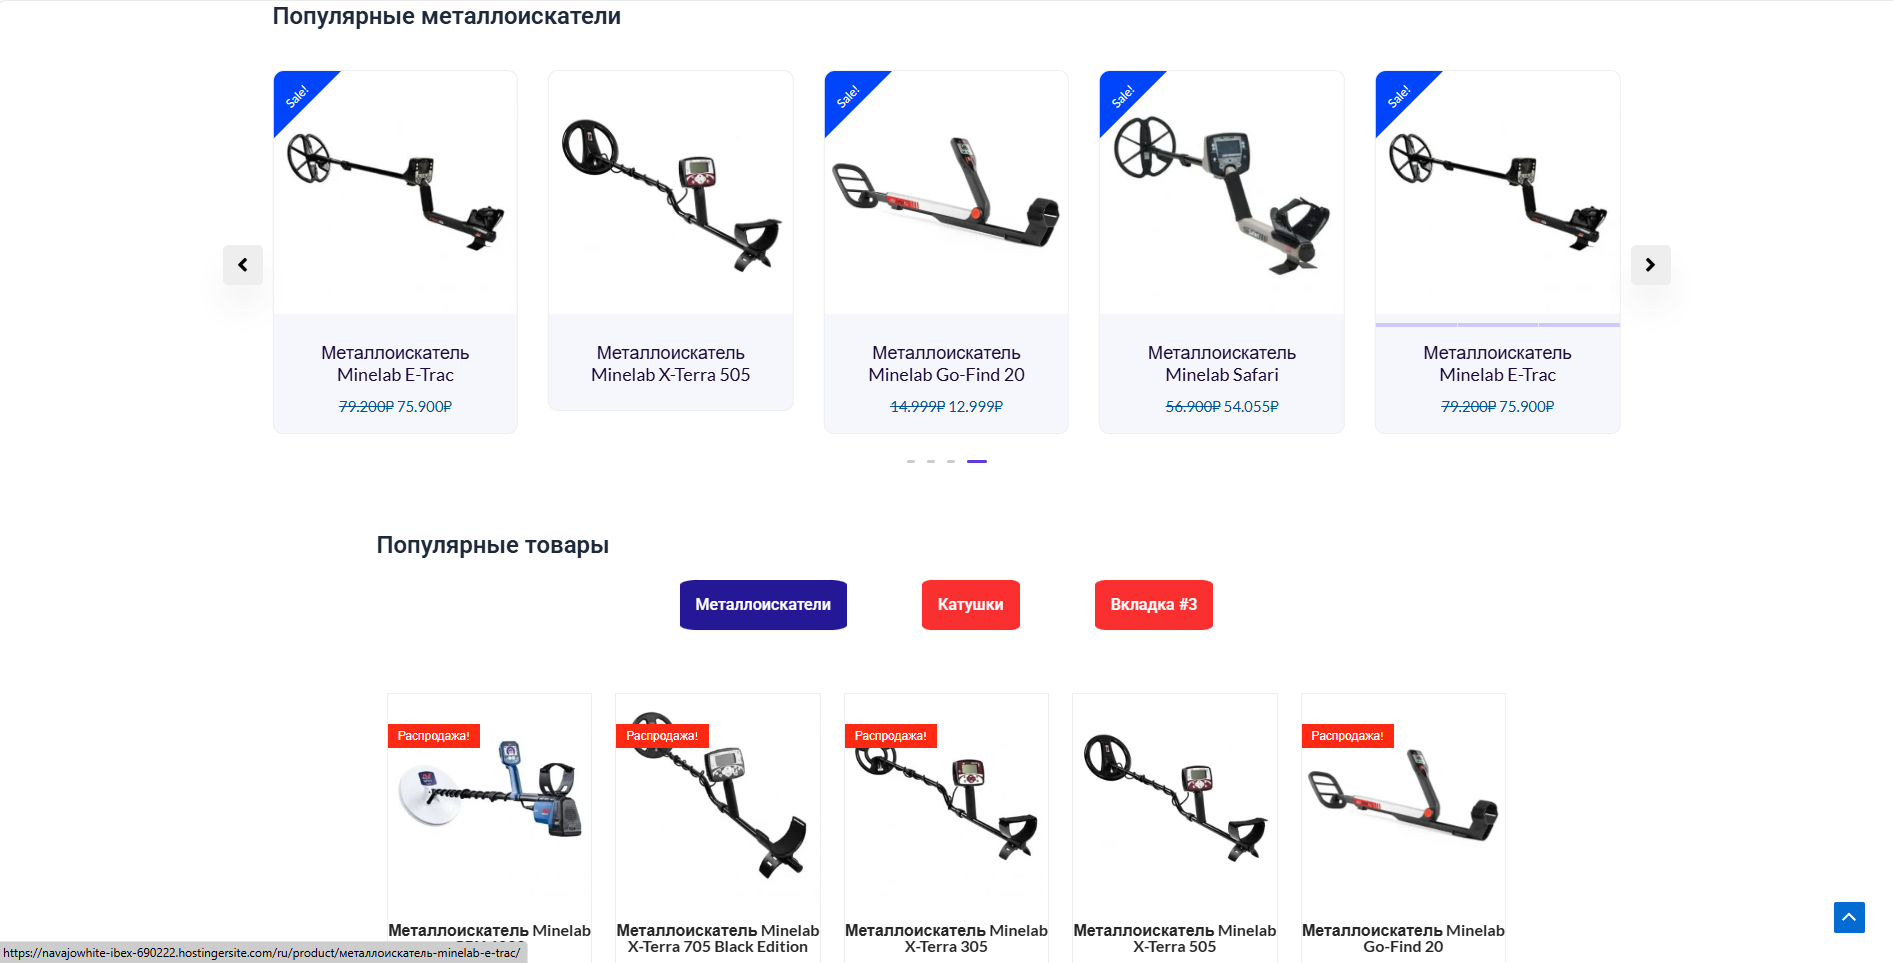 Популярные металлоискатели
Sale!
Sale!
Sale!
Sale!
Металлоискатель
Minelab E-Trac
79.200₽ 75.900₽
Металлоискатель
Minelab X-Terra 505
Металлоискатель
Minelab Go-Find 20
14.999₽ 12.999₽
Металлоискатель
Minelab Safari
56.900₽ 54.055₽
Металлоискатель
Minelab E-Trac
79.200₽ 75.900₽
Популярные товары
Металлоискатели
Катушки
Вкладка #3
Распродажа!
Распродажа!
Распродажа!
Распродажа!
Металлоискатель Minelab
Металлоискатель Minelab
X-Terra 705 Black Edition
Металлоискатель Minelab
X-Terra 305
Металлоискатель Minelab
X-Terra 505
Металлоискатель Minelab
Go-Find 20
https://navajowhite-ibex-690222.hostingersite.com/ru/product/металлоискатель-minelab-e-trac/